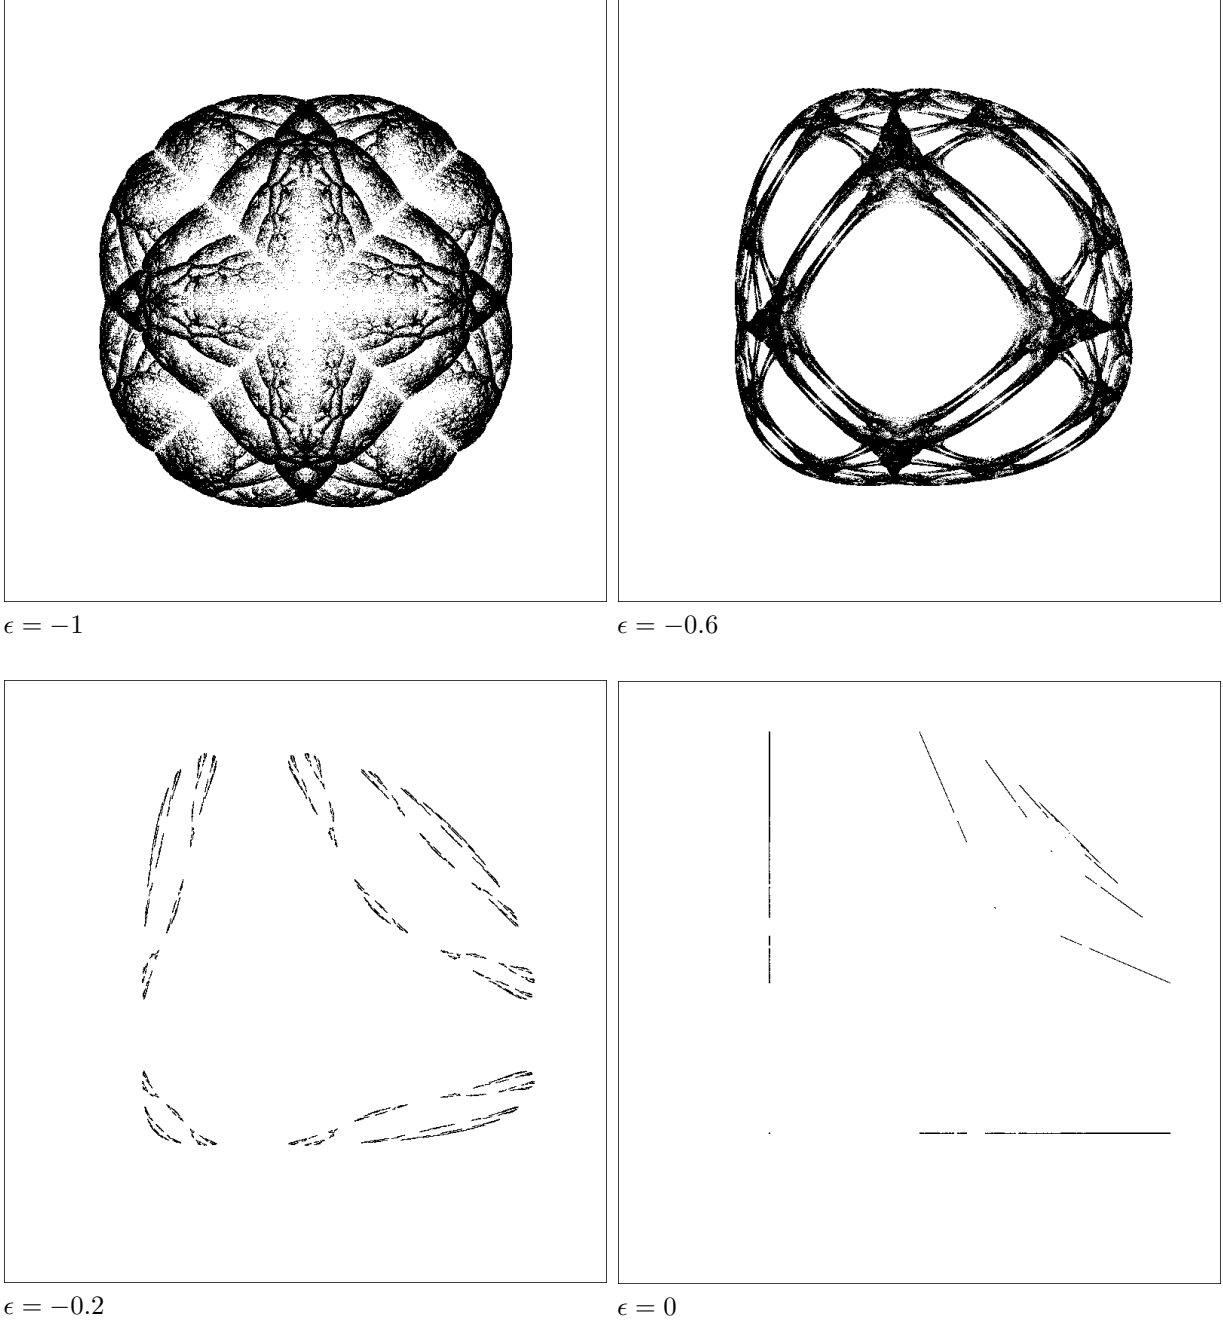 ϵ = −1
ϵ = −0.6
ϵ = −0.2
ϵ = 0